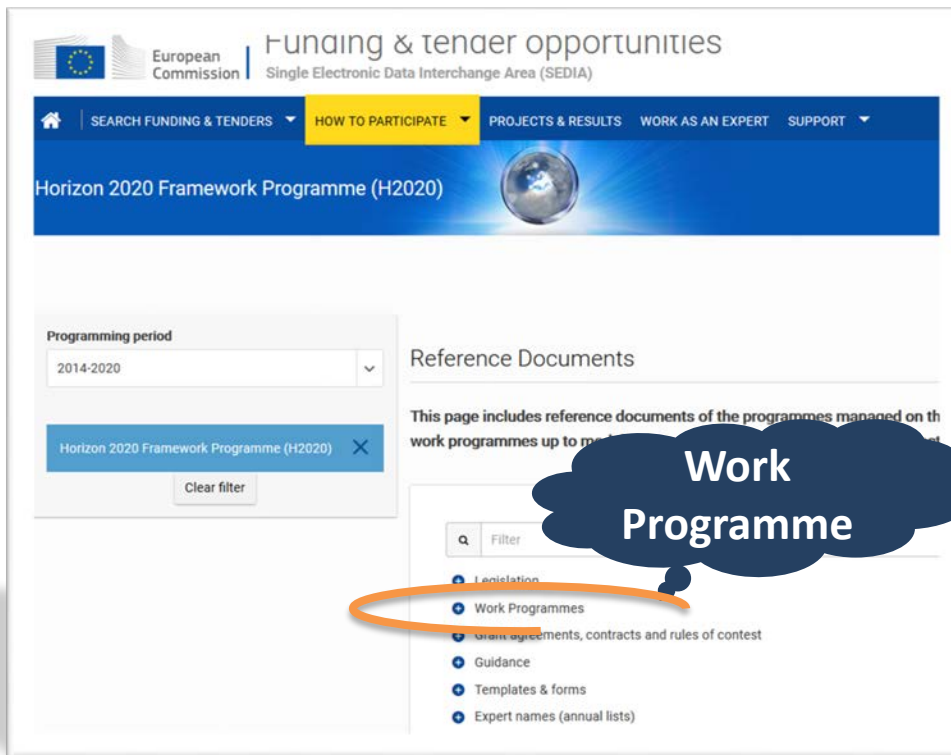 Funding & tender opportunities
European
Commission
Single Electronic Data Interchange Area (SEDIA)
SEARCH FUNDING & TENDERS
HOW TO PARTICIPATE
PROJECTS & RESULTS
WORK AS AN EXPERT
SUPPORT
Horizon 2020 Framework Programme (H2020)
Programming period
2014-2020
Horizon 2020 Framework Programme (H2020)
Clear filter
Reference Documents
This page includes reference documents of the programmes managed on th
work programmes up to
Work
Programme
Filter
Legislation
Work Programmes
Grant agreements, contracts and rules of contest
Guidance
Templates & forms
Expert names (annual lists)